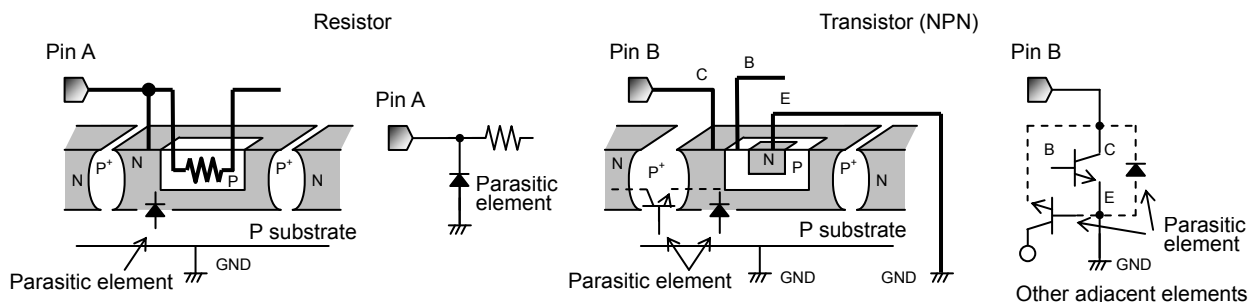 Resistor
Transistor (NPN)
Pin A
Pin B
Pin B
C
B
E
Pin A
N
P+
N
P
P+
N
Parasitic
element
P substrate
GND
Parasitic element
N
P+
N
P
N
P substrate
GND
GND
Parasitic element
B
C
E
Parasitic
element
GND
Other adjacent elements